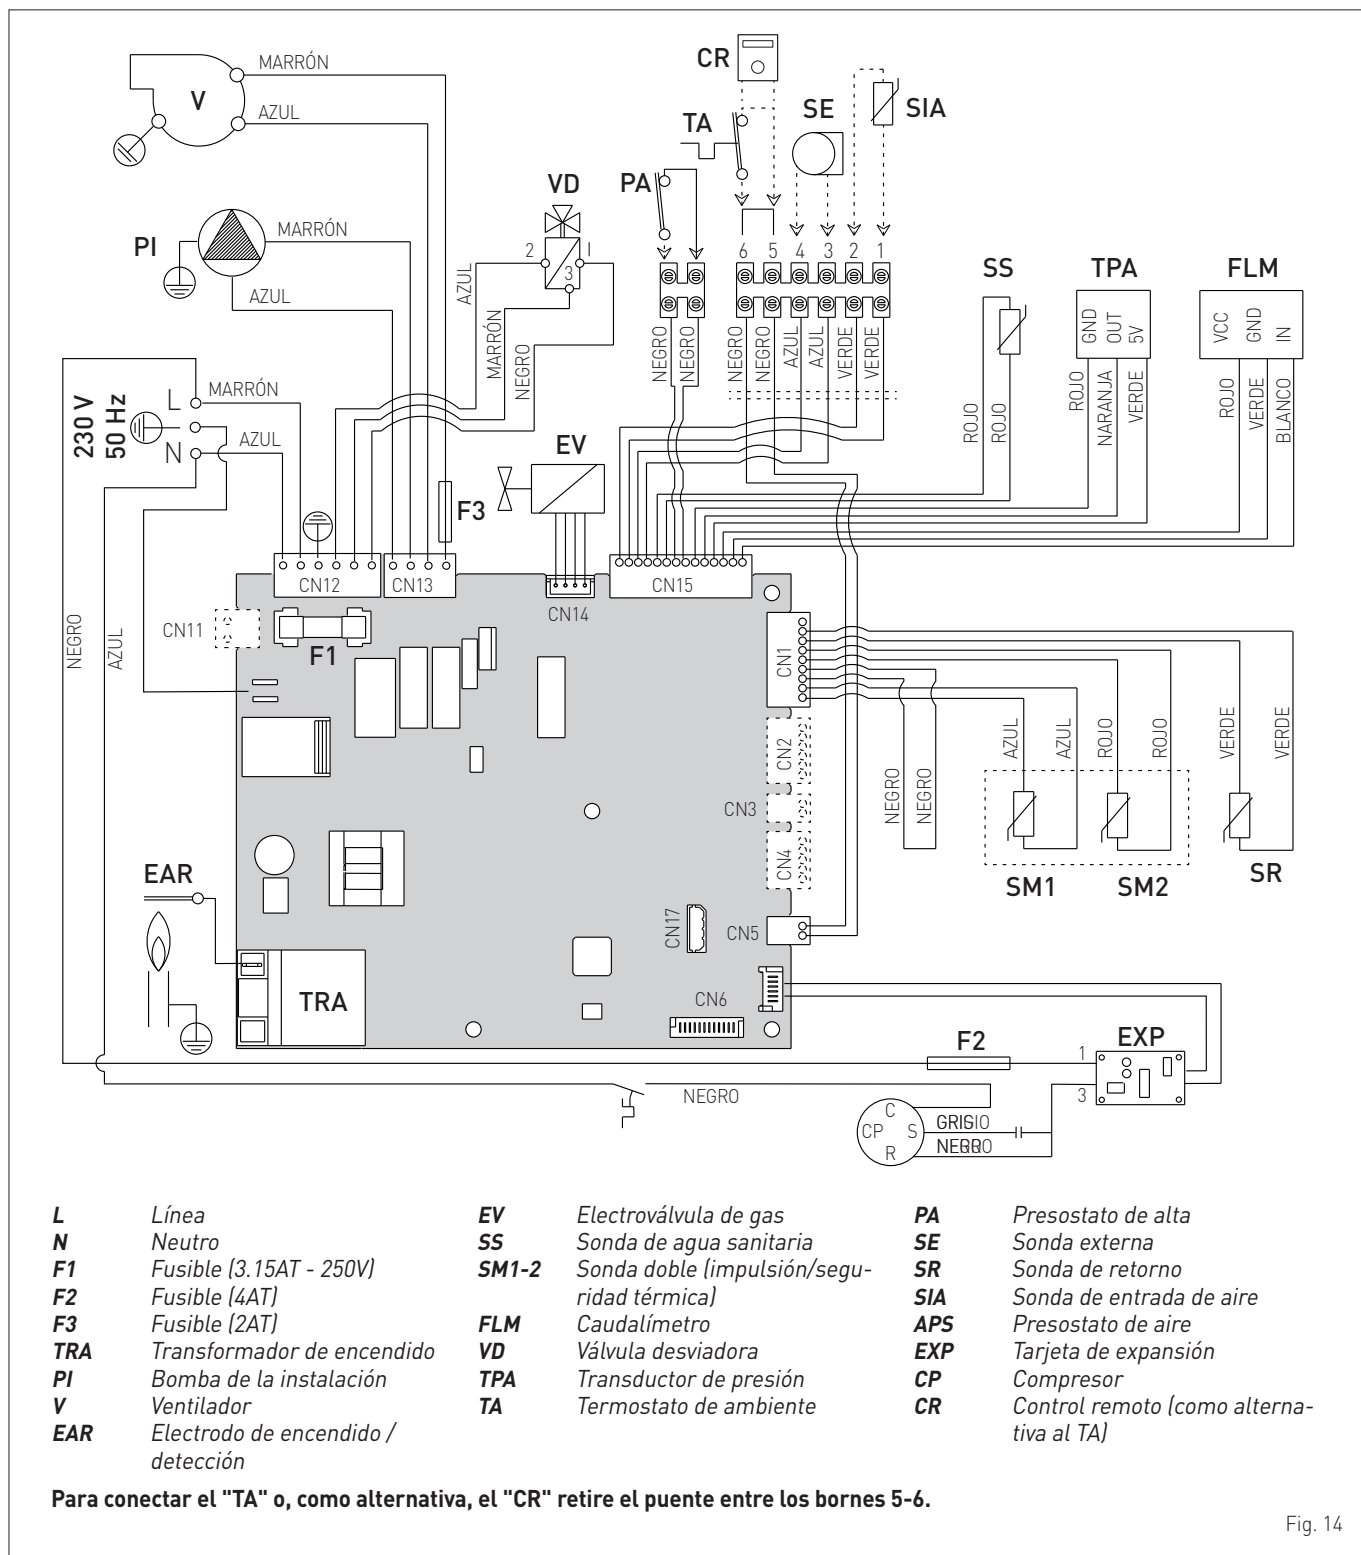 CR
MARRÓN
V
AZUL
TA
SE
SIA
VD
PA
PI
MARRÓN
AZUL
2
1
3
AZUL
MARRÓN
NEGRO
6
5
4
3
2
1
NEGRO
NEGRO
NEGRO
NEGRO
AZUL
AZUL
VERDE
VERDE
SS
TPA
FLM
GND
OUT
5V
VCC
GND
IN
ROJO
ROJO
ROJO
NARANJA
VERDE
ROJO
VERDE
BLANCO
230 V
50 Hz
L
N
MARRÓN
AZUL
EV
F3
CN12
CN13
CN14
CN15
CN11
F1
NEGRO
AZUL
CN1
CN2
CN3
CN4
CN5
CN17
CN6
NEGRO
NEGRO
AZUL
AZUL
ROJO
ROJO
VERDE
VERDE
SM1
SM2
SR
EAR
TRA
F2
EXP
1
3
NEGRO
C
CP
S
R
L Línea
N Neutro
F1 Fusible (3.15AT - 250V)
F2 Fusible (4AT)
F3 Fusible (2AT)
TRA Transformador de encendido
PI Bomba de la instalación
V Ventilador
EAR Electrodo de encendido /
detección
EV Electroválvula de gas
SS Sonda de agua sanitaria
SM1-2 Sonda doble (impulsión/segu-
ridad térmica)
FLM Caudalímetro
VD Válvula desviadora
TPA Transductor de presión
TA Termostato de ambiente
PA Presostato de alta
SE Sonda externa
SR Sonda de retorno
SIA Sonda de entrada de aire
APS Presostato de aire
EXP Tarjeta de expansión
CP Compresor
CR Control remoto (como alterna-
tiva al TA)
Para conectar el "TA" o, como alternativa, el "CR" retire el puente entre los bornes 5-6.
Fig. 14